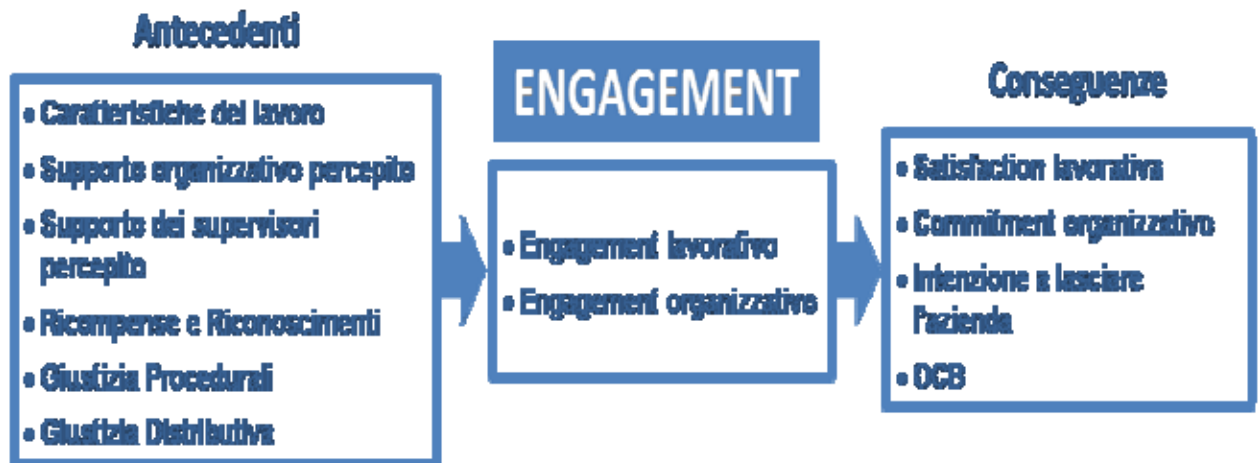 Antecedenti
• Caratteristiche del lavoro
• Supporto organizzativo percepito
• Supporto dei supervisori
percepito
• Ricompense e Riconoscimenti
• Giustizia Procedurali
• Giustizia Distributiva
ENGAGEMENT
• Engagement lavorativo
• Engagement organizzativo
Conseguenze
• Satisfaction lavorativa
• Commitment organizzativo
• Intenzione a lasciare
l'azienda
• OCB